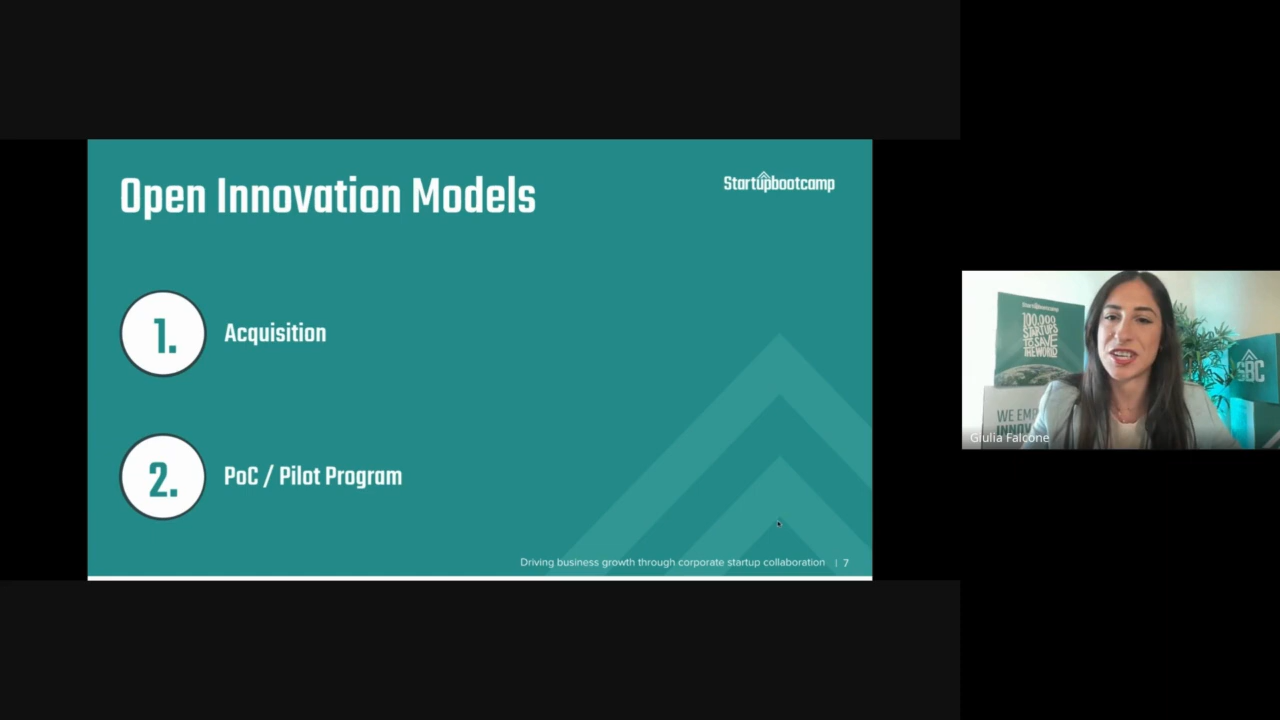 Open Innovation Models
Startupbootcamp
1.
Acquisition
2.
PoC / Pilot Program
Driving business growth through corporate startup collaboration | 7
Startupbootcamp
100,000
STARTUPS
TO SAVE
THE WORLD
SBC
WE EMP
INNOV
Giulia Falcone